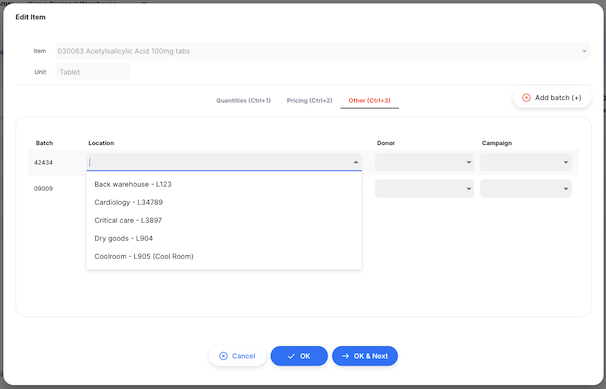 Edit Item
Item 030063 Acetylsalicylic Acid 100mg tabs
Unit Tablet
Quantities (Ctrl+1) Pricing (Ctrl+2) Other (Ctrl+3)
Add batch (+)
Batch Location Donor Campaign
42434
Back warehouse - L123
09009
Cardiology - L34789
Critical care - L3897
Dry goods - L904
Coolroom - L905 (Cool Room)
Cancel OK OK & Next